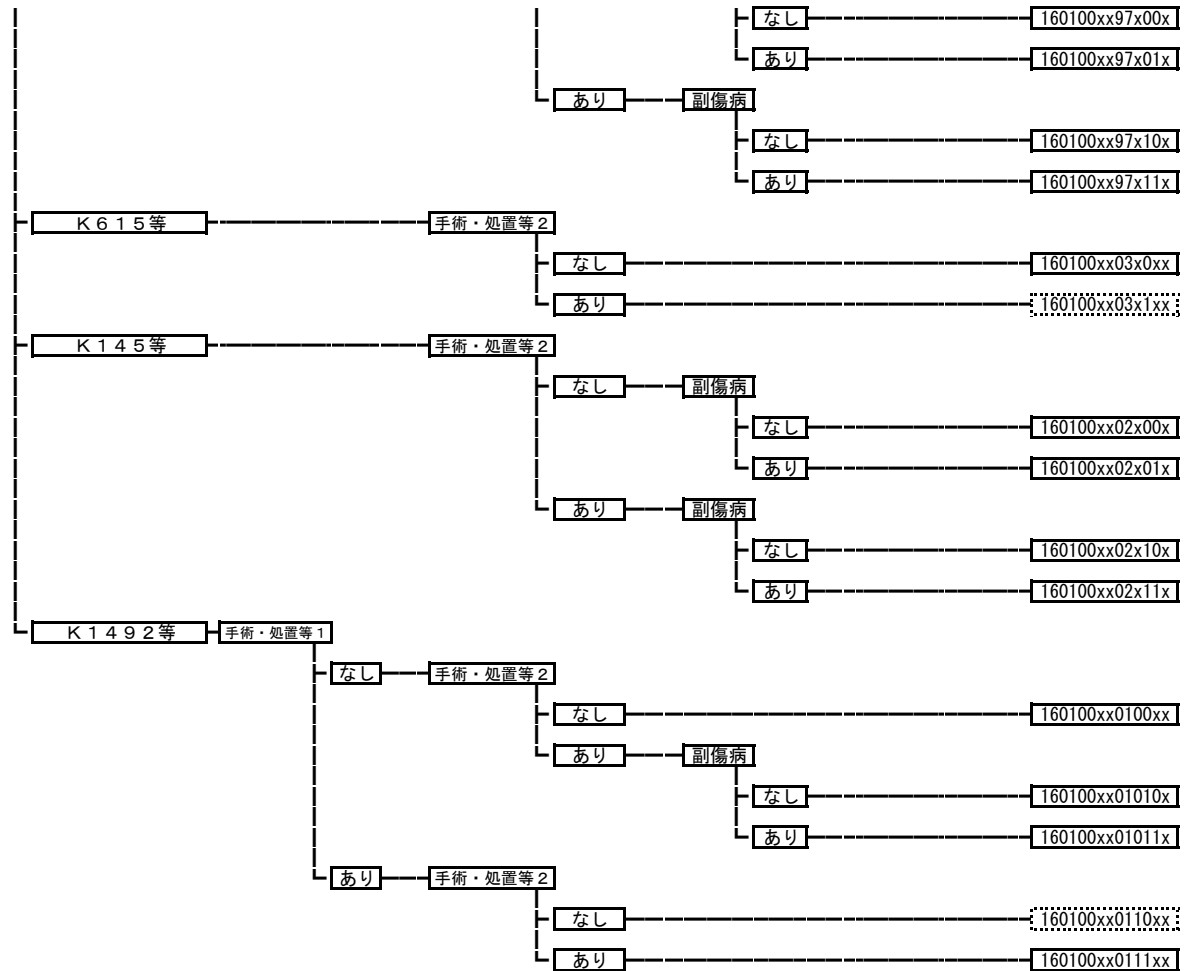 なし 160100xx97x00x
あり 160100xx97x01x
あり 副傷病
なし 160100xx97x10x
あり 160100xx97x11x
Ｋ６１５等 手術・処置等２
なし 160100xx03x0xx
あり 160100xx03x1xx
Ｋ１４５等 手術・処置等２
なし 副傷病
なし 160100xx02x00x
あり 160100xx02x01x
あり 副傷病
なし 160100xx02x10x
あり 160100xx02x11x
Ｋ１４９２等 手術・処置等１
なし 手術・処置等２
なし 160100xx0100xx
あり 副傷病
なし 160100xx01010x
あり 160100xx01011x
あり 手術・処置等２
なし 160100xx0110xx
あり 160100xx0111xx